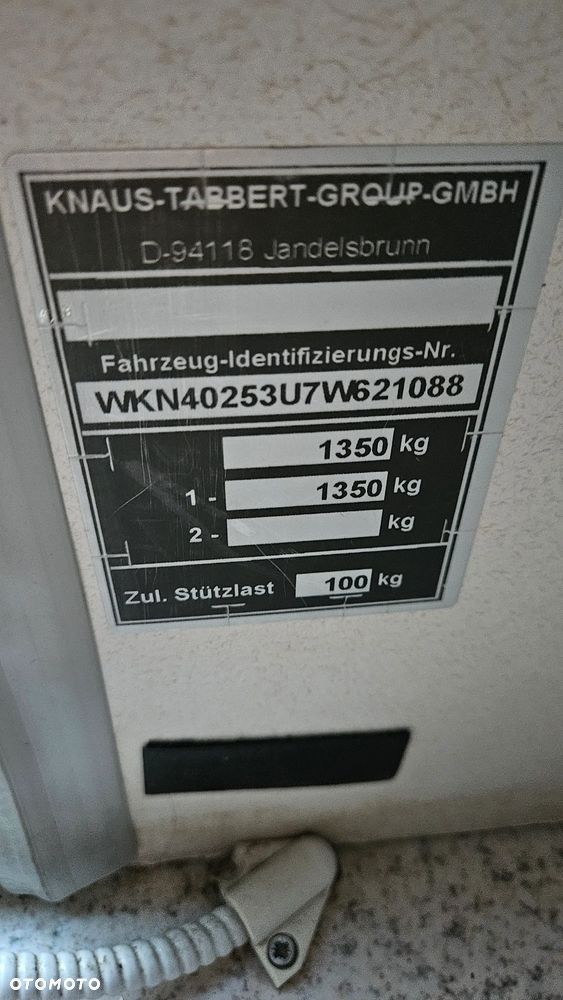 KNAUS-TABBERT-GROUP-GMBH
D-94118 Jandelsbrunn
Fahrzeug-Identifizierungs-Nr.
WKN40253U7W621088
1350 kg
1 - 1350 kg
2 - kg
Zul. Stützlast 100 kg
OTOMOTO